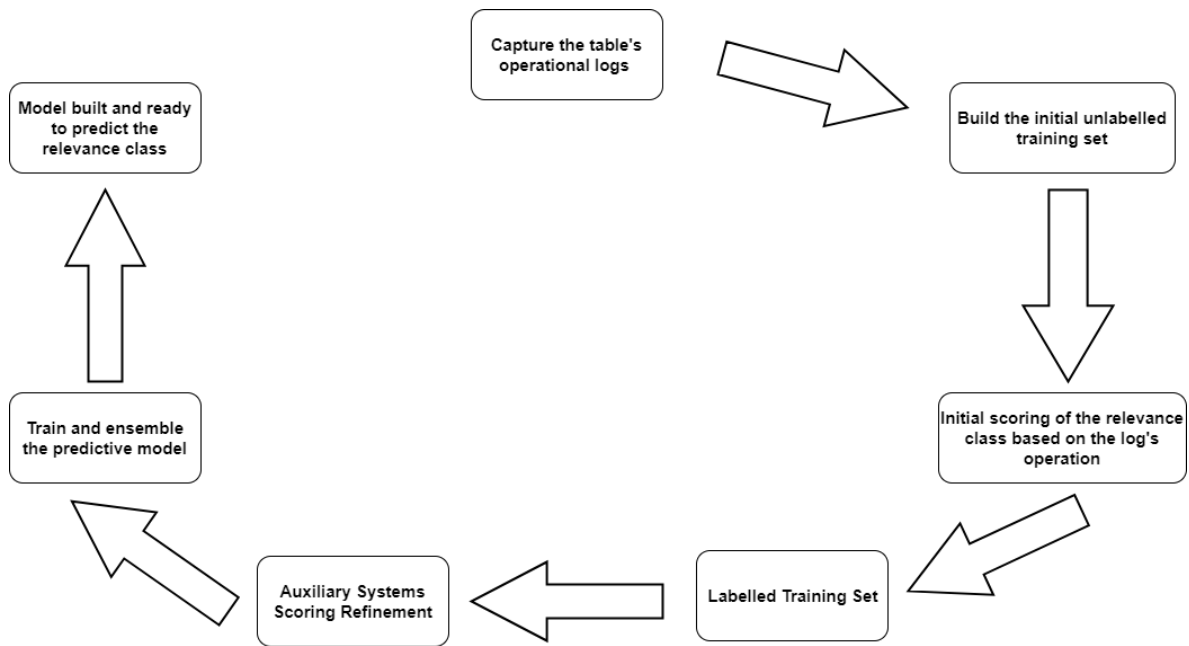 Capture the table's
operational logs
Build the initial unlabelled
training set
Initial scoring of the relevance
class based on the log's
operation
Labelled Training Set
Auxiliary Systems
Scoring Refinement
Train and ensemble
the predictive model
Model built and ready
to predict the
relevance class